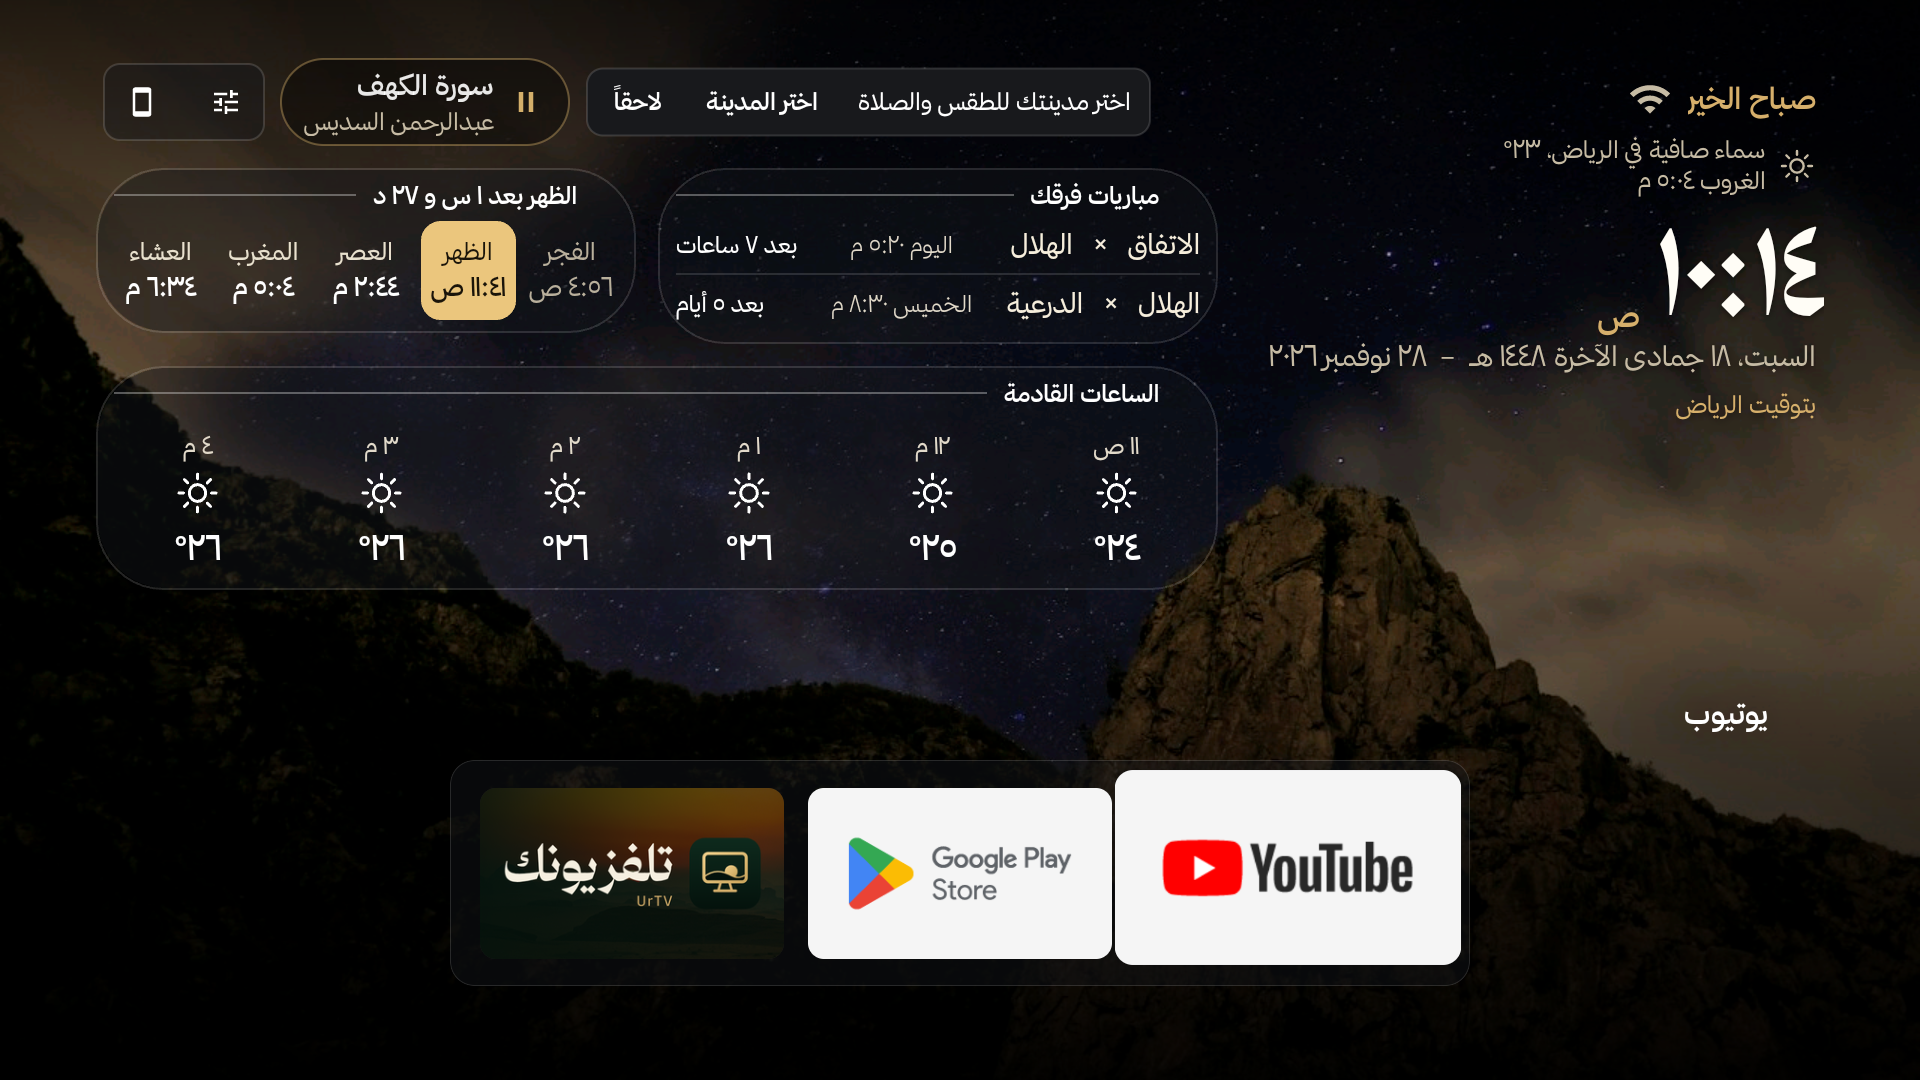 صباح الخير
سماء صافية في الرياض، ٢٣°
الغروب ٥:٠٤ م
١٠:١٤ ص
السبت، ١٨ جمادى الآخرة ١٤٤٨ هـ – ٢٨ نوفمبر ٢٠٢٦
بتوقيت الرياض
اختر مدينتك للطقس والصلاة
اختر المدينة
لاحقاً
سورة الكهف
عبدالرحمن السديس
مباريات فرقك
الاتفاق × الهلال اليوم ٥:٢٠ م بعد ٧ ساعات
الهلال × الدرعية الخميس ٨:٣٠ م بعد ٥ أيام
الظهر بعد ١ س و ٢٧ د
الفجر الظهر العصر المغرب العشاء
٤:٥٦ ص ١١:٤١ ص ٢:٤٤ م ٥:٠٤ م ٦:٣٤ م
الساعات القادمة
١١ ص ١٢ م ١ م ٢ م ٣ م ٤ م
٢٤° ٢٥° ٢٦° ٢٦° ٢٦° ٢٦°
يوتيوب
YouTube
Google Play
Store
تلفزيونك
UrTV